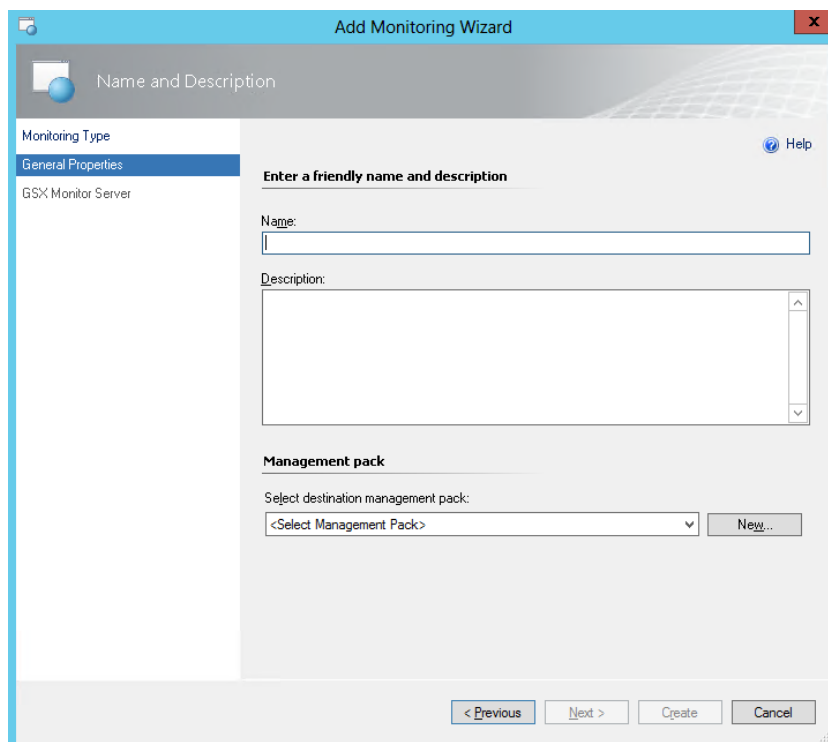 Add Monitoring Wizard
x
Name and Description
Monitoring Type
General Properties
GSX Monitor Server
Help
Enter a friendly name and description
Name:
Description:
Management pack
Select destination management pack:
<Select Management Pack>
New...
< Previous
Next >
Create
Cancel